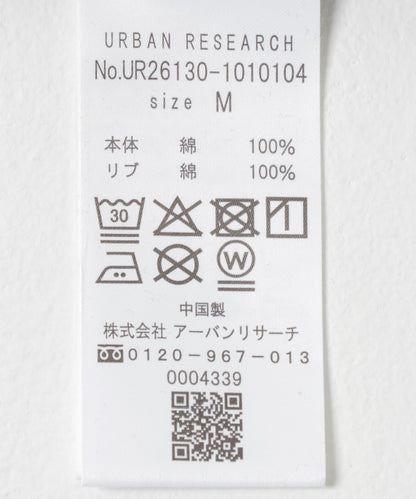 URBAN RESEARCH
No.UR26130-1010104
size M
本体 綿 100%
リブ 綿 100%
30
W
中国製
株式会社 アーバンリサーチ
0120-967-013
0004339